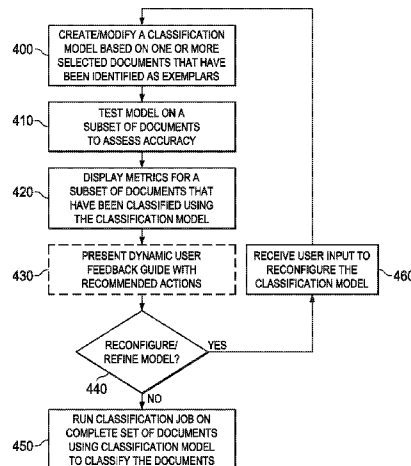 400
CREATE/MODIFY A CLASSIFICATION
MODEL BASED ON ONE OR MORE
SELECTED DOCUMENTS THAT HAVE
BEEN IDENTIFIED AS EXEMPLARS
410
TEST MODEL ON A
SUBSET OF DOCUMENTS
TO ASSESS ACCURACY
420
DISPLAY METRICS FOR A
SUBSET OF DOCUMENTS THAT
HAVE BEEN CLASSIFIED USING
THE CLASSIFICATION MODEL
430
PRESENT DYNAMIC USER
FEEDBACK GUIDE WITH
RECOMMENDED ACTIONS
RECEIVE USER INPUT TO
RECONFIGURE THE
CLASSIFICATION MODEL
460
RECONFIGURE/
REFINE MODEL?
YES
440
NO
450
RUN CLASSIFICATION JOB ON
COMPLETE SET OF DOCUMENTS
USING CLASSIFICATION MODEL
TO CLASSIFY THE DOCUMENTS